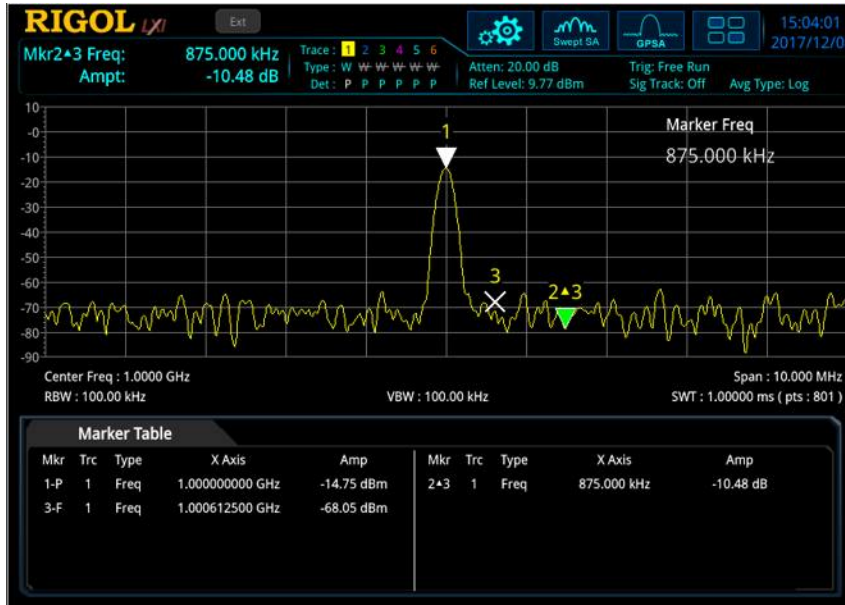 RIGOL LXI Ext 15:04:01
Swept SA GPSA 2017/12/0
Mkr2▲3 Freq: 875.000 kHz
Ampt: -10.48 dB
Trace: 1 2 3 4 5 6
Type: W W W W W W
Det: P P P P P P
Atten: 20.00 dB Trig: Free Run
Ref Level: 9.77 dBm Sig Track: Off Avg Type: Log
10
-0
-10
-20
-30
-40
-50
-60
-70
-80
-90
Marker Freq
875.000 kHz
1
3
2▲3
Center Freq : 1.0000 GHz Span : 10.000 MHz
RBW : 100.00 kHz VBW : 100.00 kHz SWT : 1.00000 ms ( pts : 801 )
Marker Table
Mkr Trc Type X Axis Amp Mkr Trc Type X Axis Amp
1-P 1 Freq 1.000000000 GHz -14.75 dBm 2▲3 1 Freq 875.000 kHz -10.48 dB
3-F 1 Freq 1.000612500 GHz -68.05 dBm